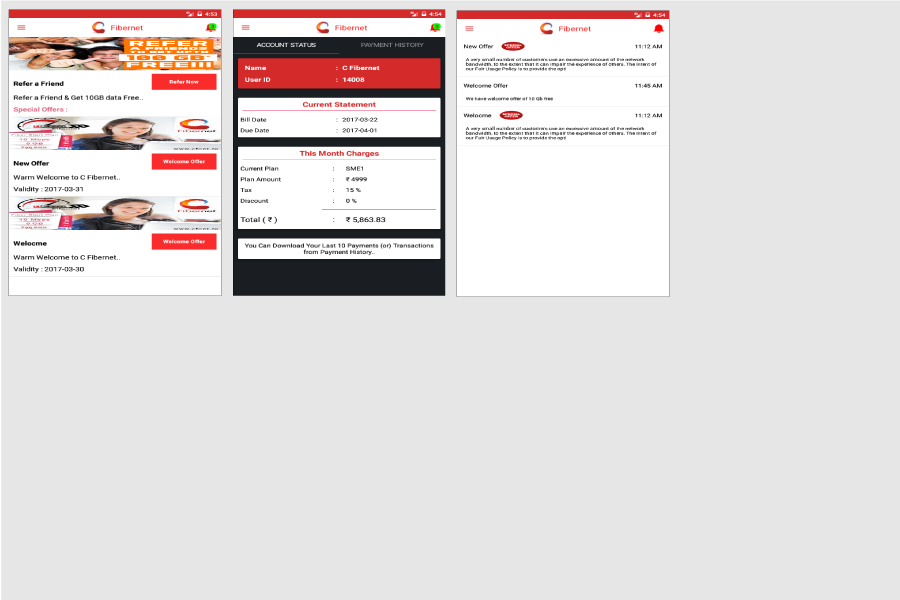 4:53
Fibernet
REFER
A FRIEND
FREE!!!
Refer a Friend
Refer Now
Refer a Friend & Get 10GB data Free..
Special Offers :
Fibernet
10 Mbps
New Offer
Welcome Offer
Warm Welcome to C Fibernet..
Validity : 2017-03-31
Fibernet
10 Mbps
Welocme
Welcome Offer
Warm Welcome to C Fibernet..
Validity : 2017-03-30
4:54
Fibernet
ACCOUNT STATUS PAYMENT HISTORY
Name : C Fibernet
User ID : 14008
Current Statement
Bill Date : 2017-03-22
Due Date : 2017-04-01
This Month Charges
Current Plan : SME1
Plan Amount : ₹ 4999
Tax : 15 %
Discount : 0 %
Total ( ₹ ) : ₹ 5,863.83
You Can Download Your Last 10 Payments (or) Transactions
from Payment History..
4:54
Fibernet
New Offer 11:12 AM
A very small number of customers use an excessive amount of the network
bandwidth, to the extent that it can impair the experience of others. The intent of
our Fair Usage Policy is to provide the opti
Welcome Offer 11:45 AM
We have welcome offer of 10 Gb free
Welocme 11:12 AM
A very small number of customers use an excessive amount of the network
bandwidth, to the extent that it can impair the experience of others. The intent of
our Fair Usage Policy is to provide the opti